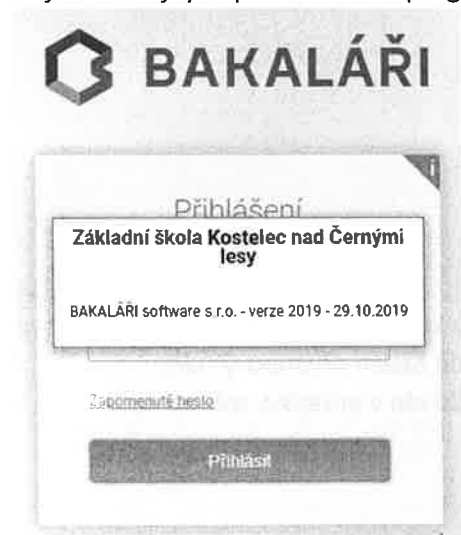 BAKALÁŘI
i
Přihlášení
Základní škola Kostelec nad Černými
lesy
BAKALÁŘI software s.r.o. - verze 2019 - 29.10.2019
Zapomenuté heslo
Přihlásit